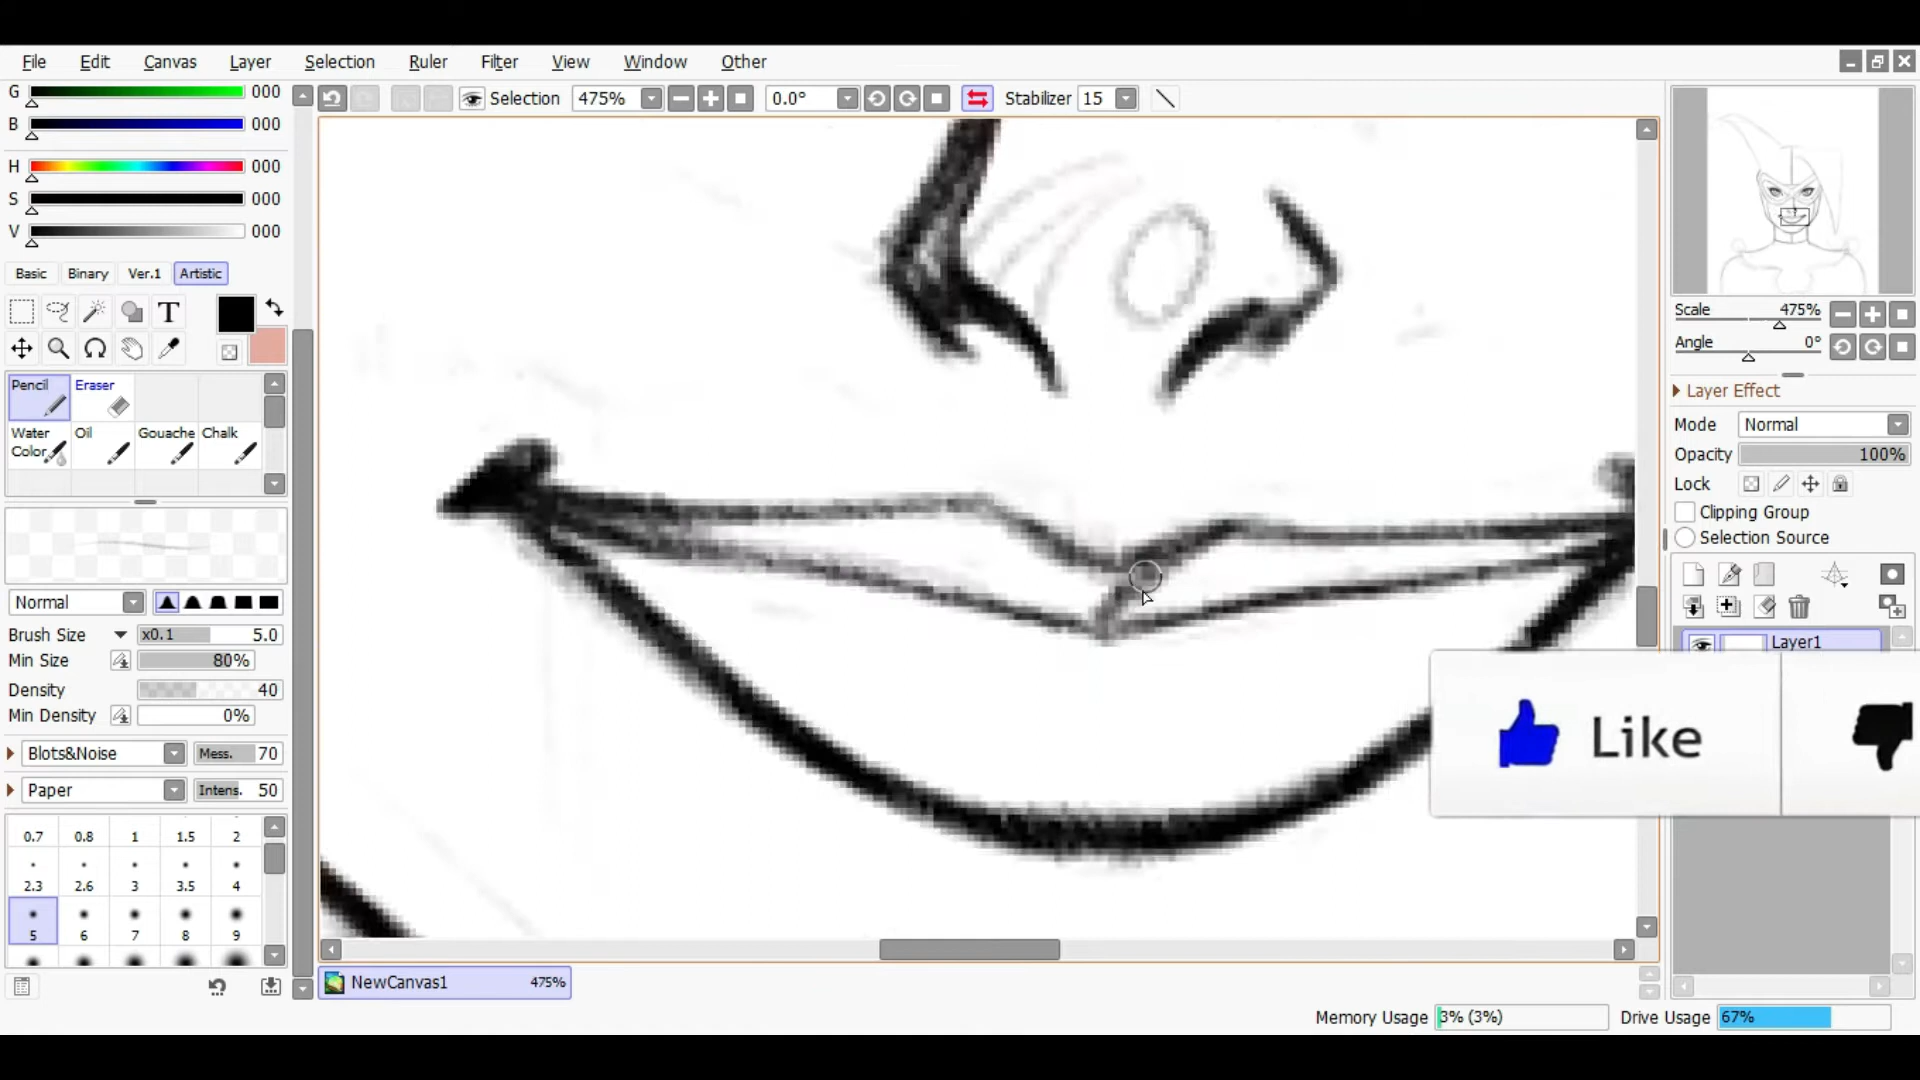 File Edit Canvas Layer Selection Ruler Filter View Window Other
G 000
B 000
H 000
S 000
V 000
Selection 475% 0.0° Stabilizer 15
Basic Binary Ver.1 Artistic
T
Pencil Eraser
Water Color Oil Gouache Chalk
Normal
Brush Size x0.1 5.0
Min Size 80%
Density 40
Min Density 0%
Blots&Noise Mess. 70
Paper Intens. 50
0.7 0.8 1 1.5 2
2.3 2.6 3 3.5 4
5 6 7 8 9
NewCanvas1 475%
Scale 475%
Angle 0°
Layer Effect
Mode Normal
Opacity 100%
Lock
Clipping Group
Selection Source
Layer1
Like
Memory Usage 3% (3%) Drive Usage 67%